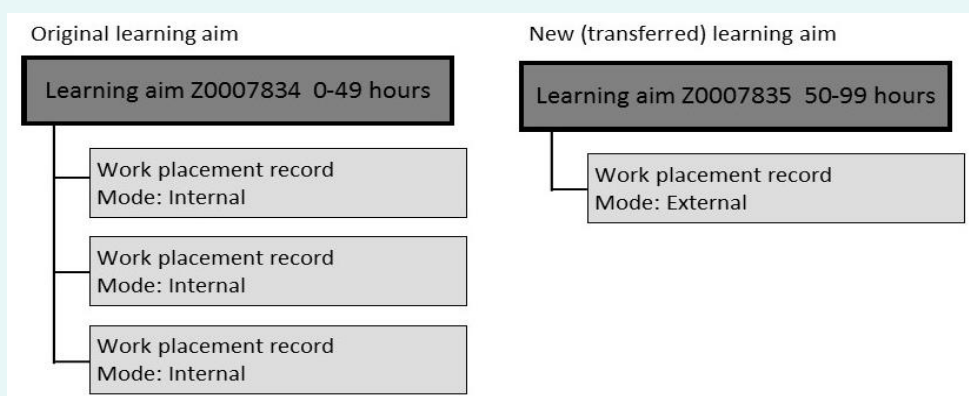 Original learning aim
Learning aim Z0007834 0-49 hours
Work placement record
Mode: Internal
Work placement record
Mode: Internal
Work placement record
Mode: Internal
New (transferred) learning aim
Learning aim Z0007835 50-99 hours
Work placement record
Mode: External